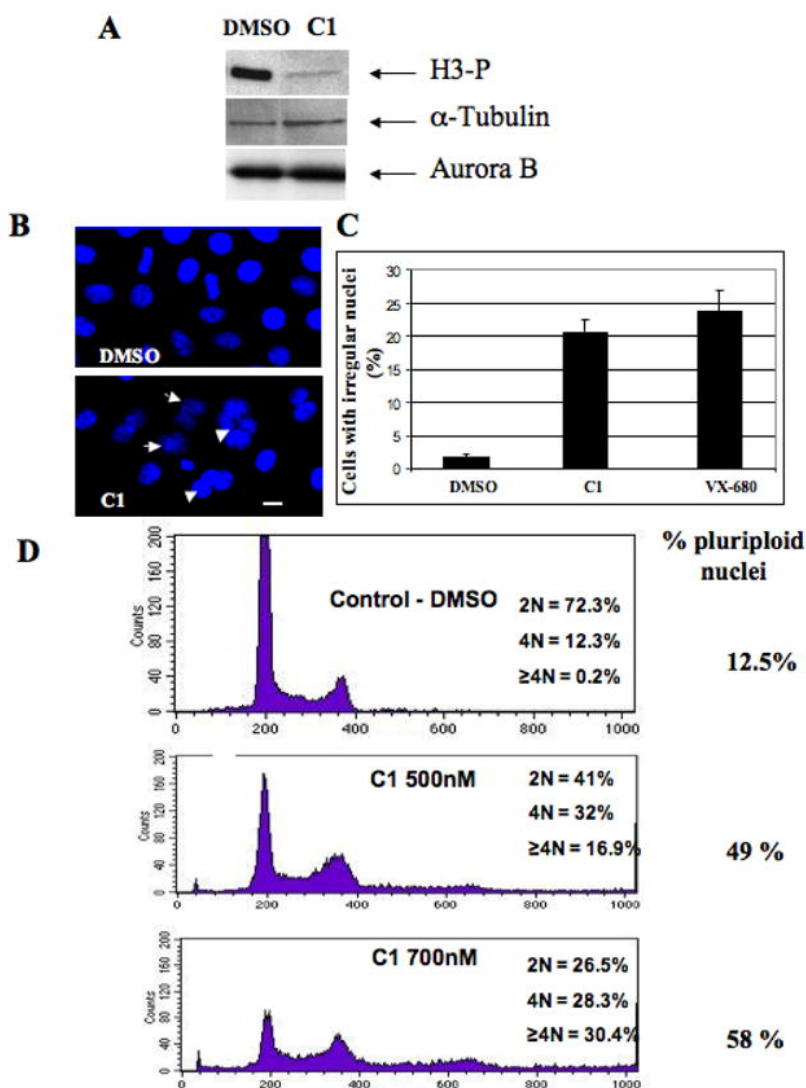 A
DMSO C1
H3-P
α-Tubulin
Aurora B
B
DMSO
C1
C
Cells with irregular nuclei (%)
30
25
20
15
10
5
0
DMSO C1 VX-680
D
% pluriploid nuclei
Counts
200
160
120
80
40
0
Control - DMSO
2N = 72.3%
4N = 12.3%
≥4N = 0.2%
12.5%
0 200 400 600 800 1000
Counts
200
160
120
80
40
0
C1 500nM
2N = 41%
4N = 32%
≥4N = 16.9%
49 %
0 200 400 600 800 1000
Counts
200
160
120
80
40
0
C1 700nM
2N = 26.5%
4N = 28.3%
≥4N = 30.4%
58 %
0 200 400 600 800 1000